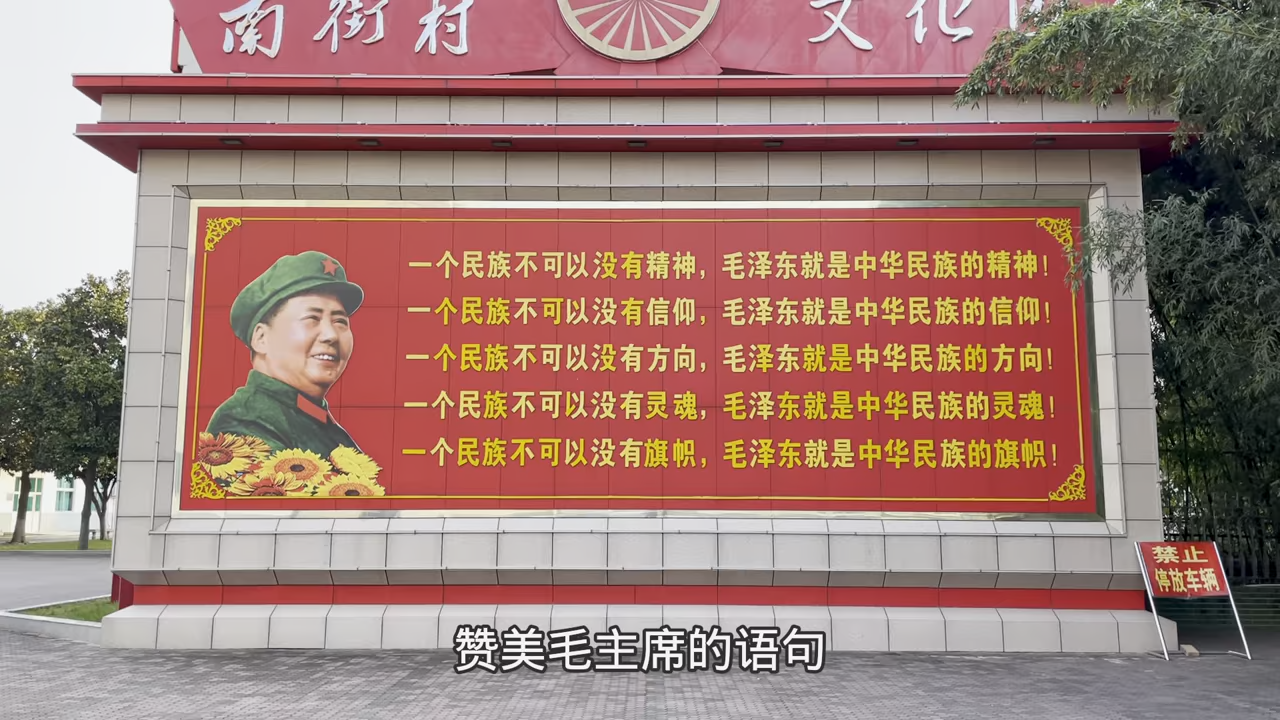 南街村 文化
一个民族不可以没有精神，毛泽东就是中华民族的精神！
一个民族不可以没有信仰，毛泽东就是中华民族的信仰！
一个民族不可以没有方向，毛泽东就是中华民族的方向！
一个民族不可以没有灵魂，毛泽东就是中华民族的灵魂！
一个民族不可以没有旗帜，毛泽东就是中华民族的旗帜！
禁止
停放车辆
赞美毛主席的语句